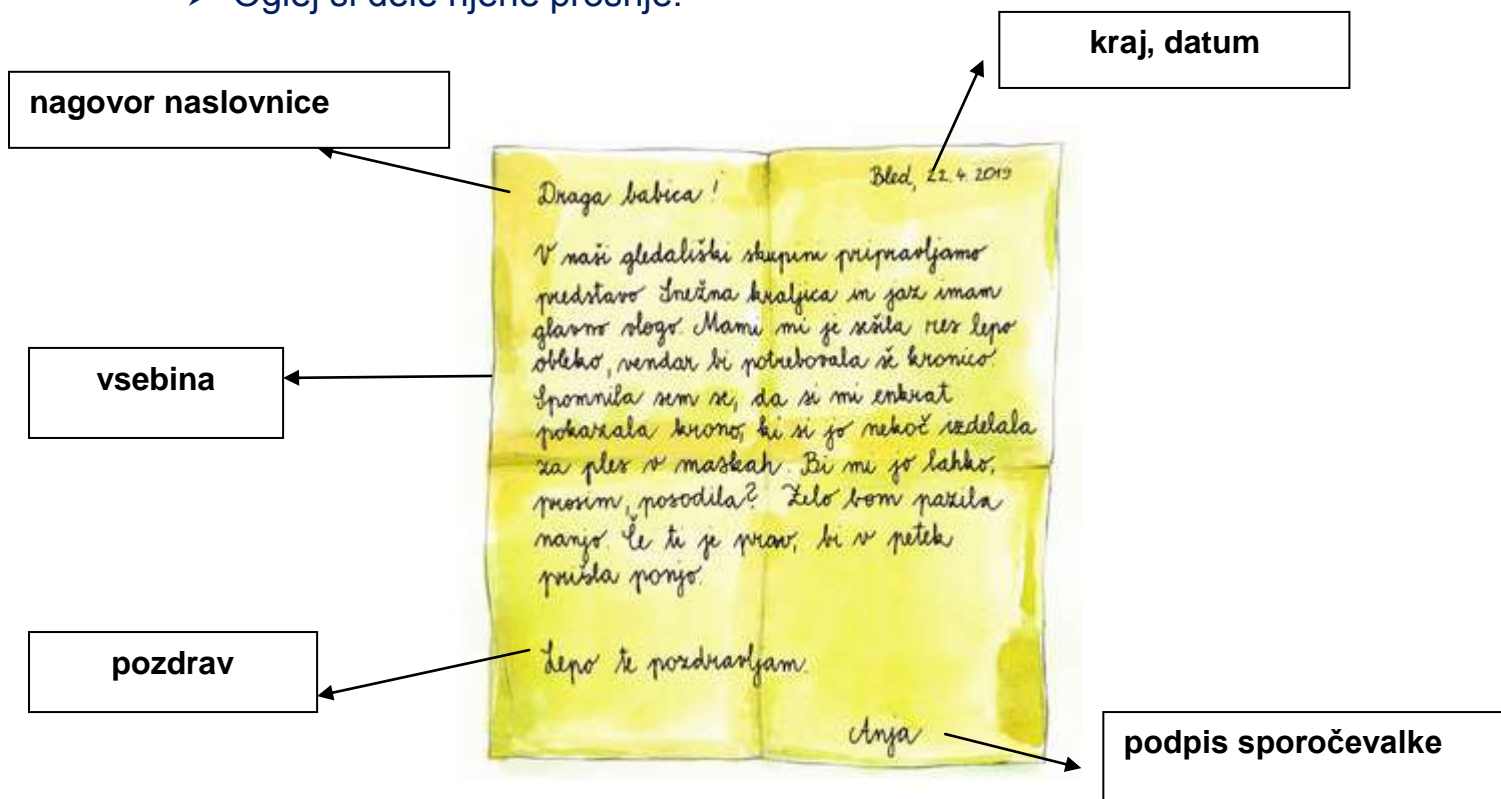 ➢ Oglej si dele njene prošnje.
kraj, datum
nagovor naslovnice
Bled, 22. 4. 2019
Draga babica!
V naši gledališki skupini pripravljamo
predstavo Snežna kraljica in jaz imam
glavno vlogo. Mami mi je sešila res lepo
obleko, vendar bi potrebovala še kronico.
Spomnila sem se, da si mi enkrat
pokazala krono, ki si jo nekoč izdelala
za ples v maskah. Bi mi jo lahko,
prosim, posodila? Zelo bom pazila
nanjo. Če ti je prav, bi v petek
prišla ponjo.
vsebina
Lepo te pozdravljam.
pozdrav
Anja
podpis sporočevalke